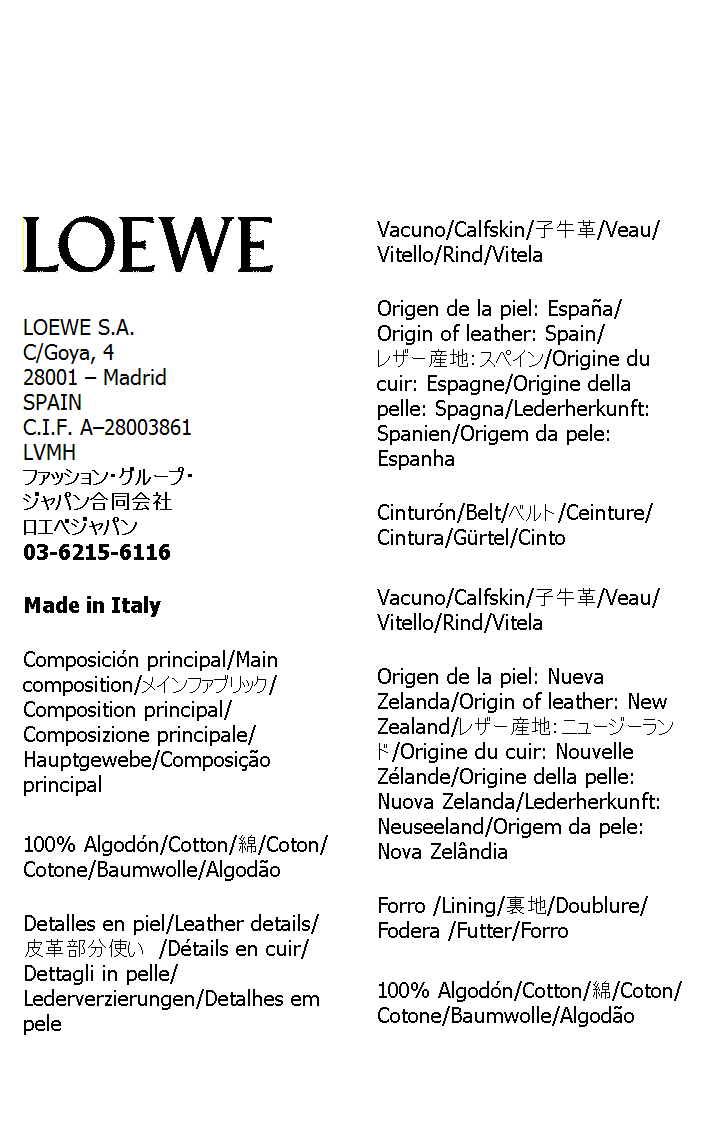 LOEWE
LOEWE S.A.
C/Goya, 4
28001 – Madrid
SPAIN
C.I.F. A–28003861
LVMH
ファッション・グループ・
ジャパン合同会社
ロエベジャパン
03-6215-6116
Made in Italy
Composición principal/Main
composition/メインファブリック/
Composition principal/
Composizione principale/
Hauptgewebe/Composição
principal
100% Algodón/Cotton/綿/Coton/
Cotone/Baumwolle/Algodão
Detalles en piel/Leather details/
皮革部分使い /Détails en cuir/
Dettagli in pelle/
Lederverzierungen/Detalhes em
pele
Vacuno/Calfskin/子牛革/Veau/
Vitello/Rind/Vitela
Origen de la piel: España/
Origin of leather: Spain/
レザー産地：スペイン/Origine du
cuir: Espagne/Origine della
pelle: Spagna/Lederherkunft:
Spanien/Origem da pele:
Espanha
Cinturón/Belt/ベルト/Ceinture/
Cintura/Gürtel/Cinto
Vacuno/Calfskin/子牛革/Veau/
Vitello/Rind/Vitela
Origen de la piel: Nueva
Zelanda/Origin of leather: New
Zealand/レザー産地：ニュージーラン
ド/Origine du cuir: Nouvelle
Zélande/Origine della pelle:
Nuova Zelanda/Lederherkunft:
Neuseeland/Origem da pele:
Nova Zelândia
Forro /Lining/裏地/Doublure/
Fodera /Futter/Forro
100% Algodón/Cotton/綿/Coton/
Cotone/Baumwolle/Algodão